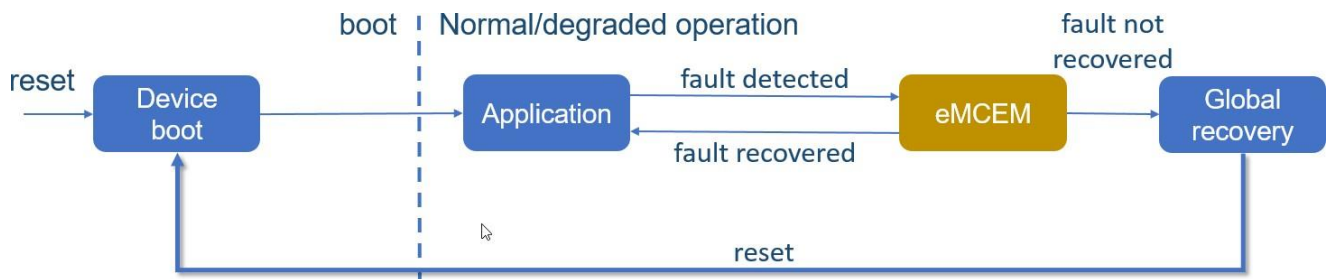 boot
Normal/degraded operation
fault not
recovered
reset
Device
boot
Application
fault detected
eMCEM
Global
recovery
fault recovered
reset